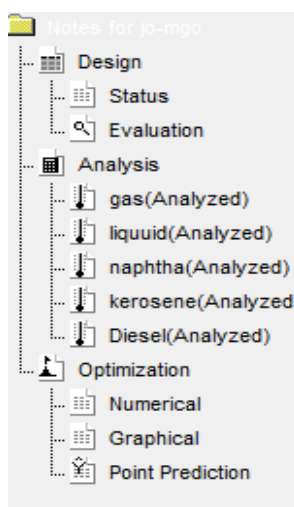 Notes for jo-mgo
Design
Status
Evaluation
Analysis
gas(Analyzed)
liquuid(Analyzed)
naphtha(Analyzed)
kerosene(Analyzed
Diesel(Analyzed)
Optimization
Numerical
Graphical
Point Prediction